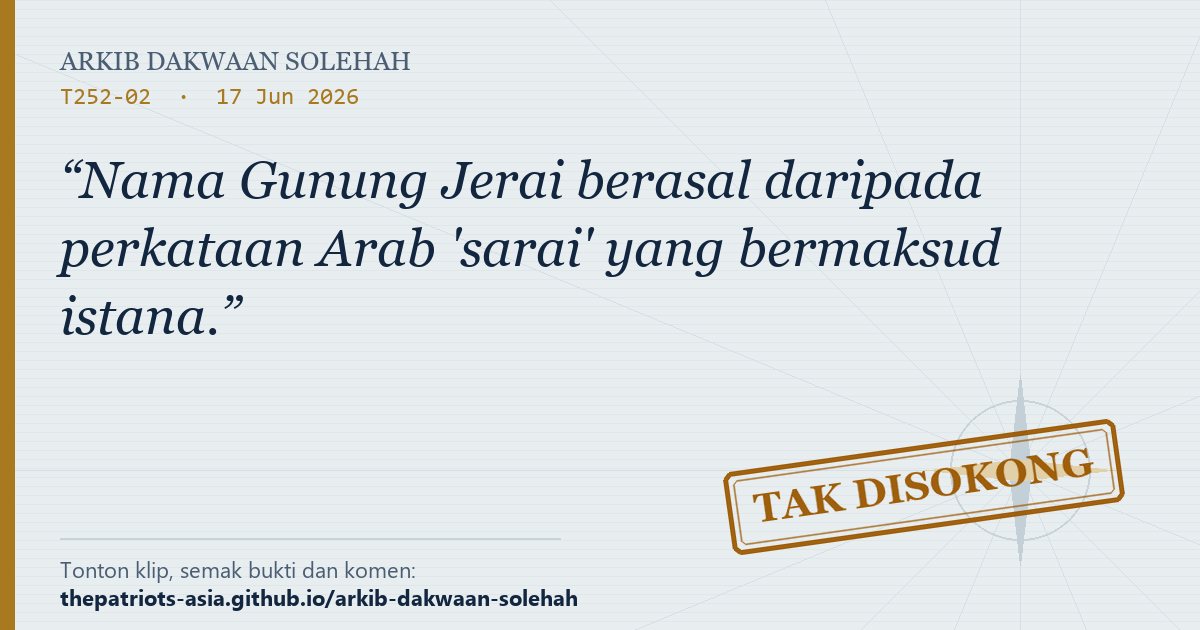 ARKIB DAKWAAN SOLEHAH
T252-02 · 17 Jun 2026
“Nama Gunung Jerai berasal daripada
perkataan Arab 'sarai' yang bermaksud
istana.”
TAK DISOKONG
Tonton klip, semak bukti dan komen:
thepatriots-asia.github.io/arkib-dakwaan-solehah